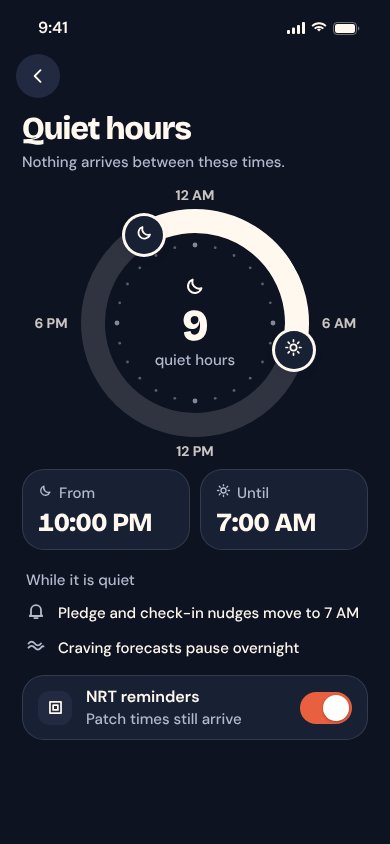 9:41
Quiet hours
Nothing arrives between these times.
12 AM
6 PM
6 AM
9
quiet hours
12 PM
From
10:00 PM
Until
7:00 AM
While it is quiet
Pledge and check-in nudges move to 7 AM
Craving forecasts pause overnight
NRT reminders
Patch times still arrive